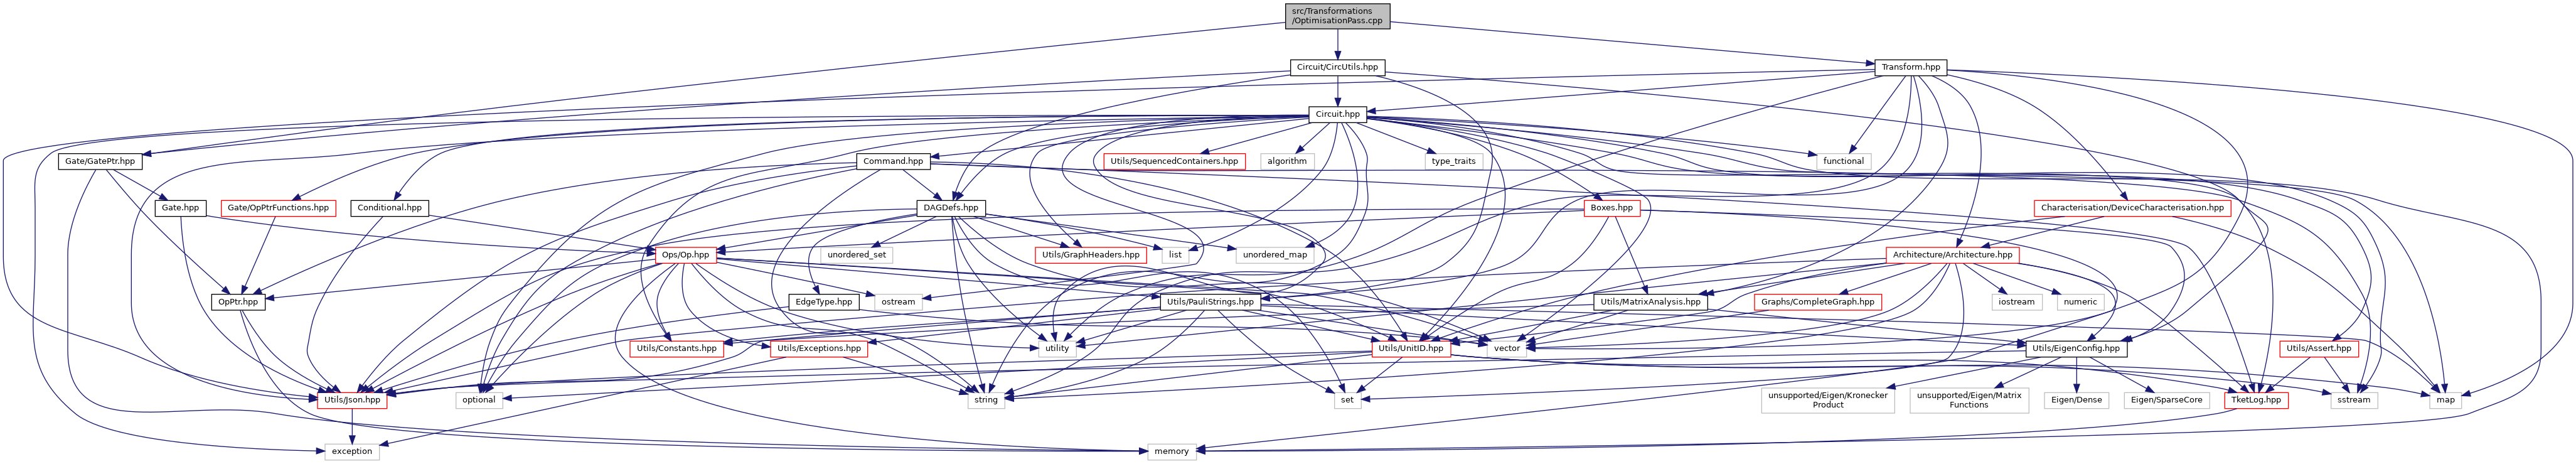 src/Transformations
/OptimisationPass.cpp
Circuit/CircUtils.hpp
Transform.hpp
Circuit.hpp
Gate/GatePtr.hpp
Command.hpp
Utils/SequencedContainers.hpp
algorithm
type_traits
functional
Gate.hpp
Gate/OpPtrFunctions.hpp
Conditional.hpp
DAGDefs.hpp
Boxes.hpp
Characterisation/DeviceCharacterisation.hpp
Ops/Op.hpp
unordered_set
Utils/GraphHeaders.hpp
list
unordered_map
Architecture/Architecture.hpp
OpPtr.hpp
EdgeType.hpp
ostream
Utils/PauliStrings.hpp
Utils/MatrixAnalysis.hpp
Graphs/CompleteGraph.hpp
iostream
numeric
Utils/Constants.hpp
Utils/Exceptions.hpp
utility
Utils/UnitID.hpp
vector
Utils/EigenConfig.hpp
Utils/Assert.hpp
Utils/Json.hpp
optional
string
set
unsupported/Eigen/Kronecker
Product
unsupported/Eigen/Matrix
Functions
Eigen/Dense
Eigen/SparseCore
TketLog.hpp
sstream
map
exception
memory